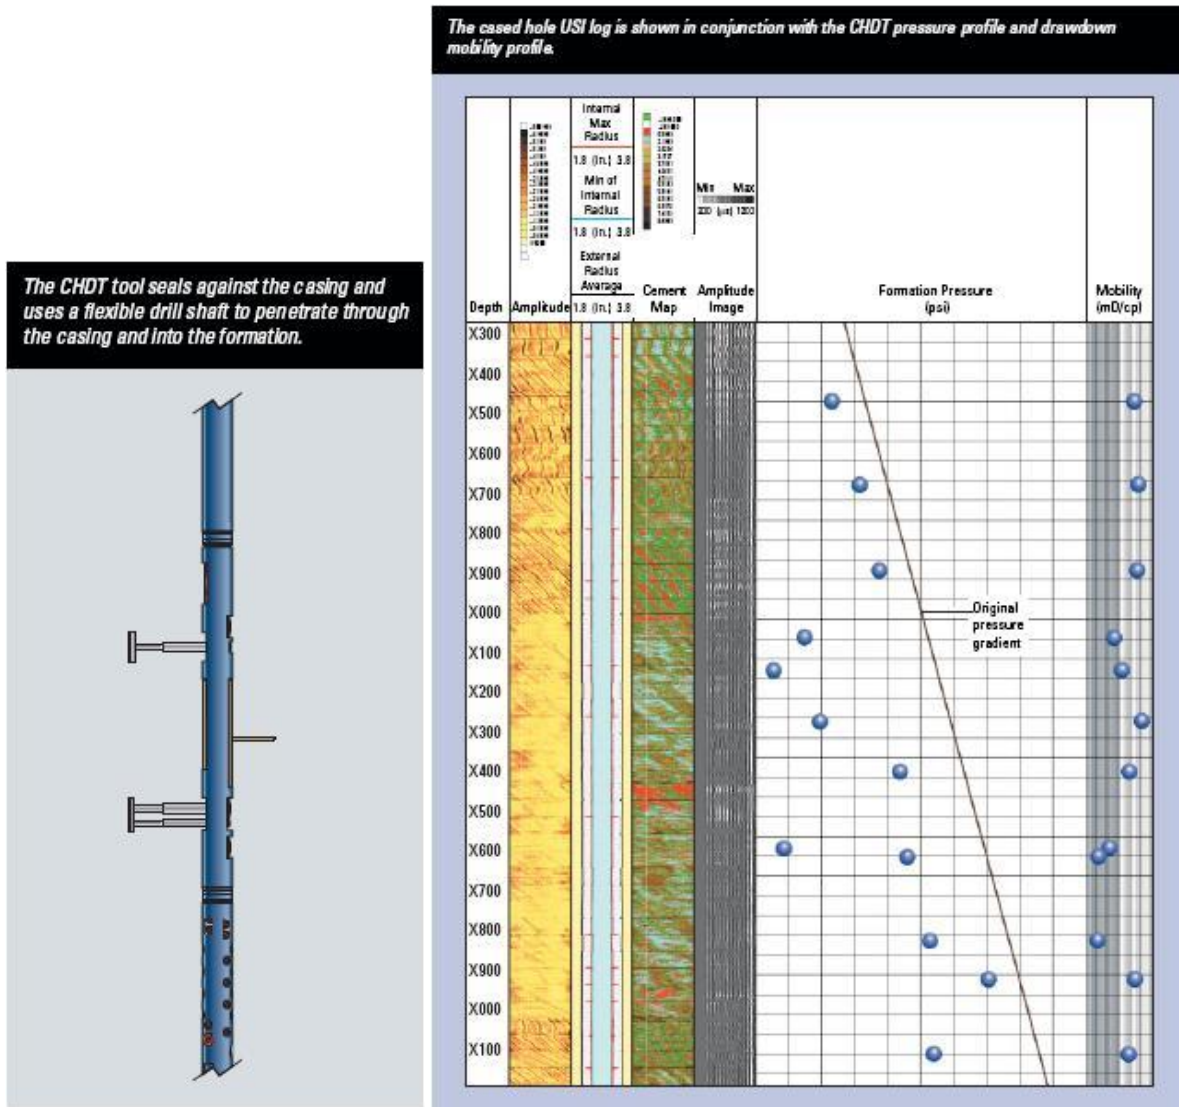 The cased hole USI log is shown in conjunction with the CHDT pressure profile and drawdown
mobility profile.
The CHDT tool seals against the casing and
uses a flexible drill shaft to penetrate through
the casing and into the formation.
Internal
Max
Radius
1.8 (in.) 3.8
Min of
Internal
Radius
1.8 (in.) 3.8
External
Radius
Average
Min Max
1200
Depth Amplitude 1.8 (in.) 3.8 Cement
Map Amplitude
Image Formation Pressure
(psi) Mobility
(mD/cp)
X300
X400
X500
X600
X700
X800
X900
X000
X100
X200
X300
X400
X500
X600
X700
X800
X900
X000
X100
Original
pressure
gradient